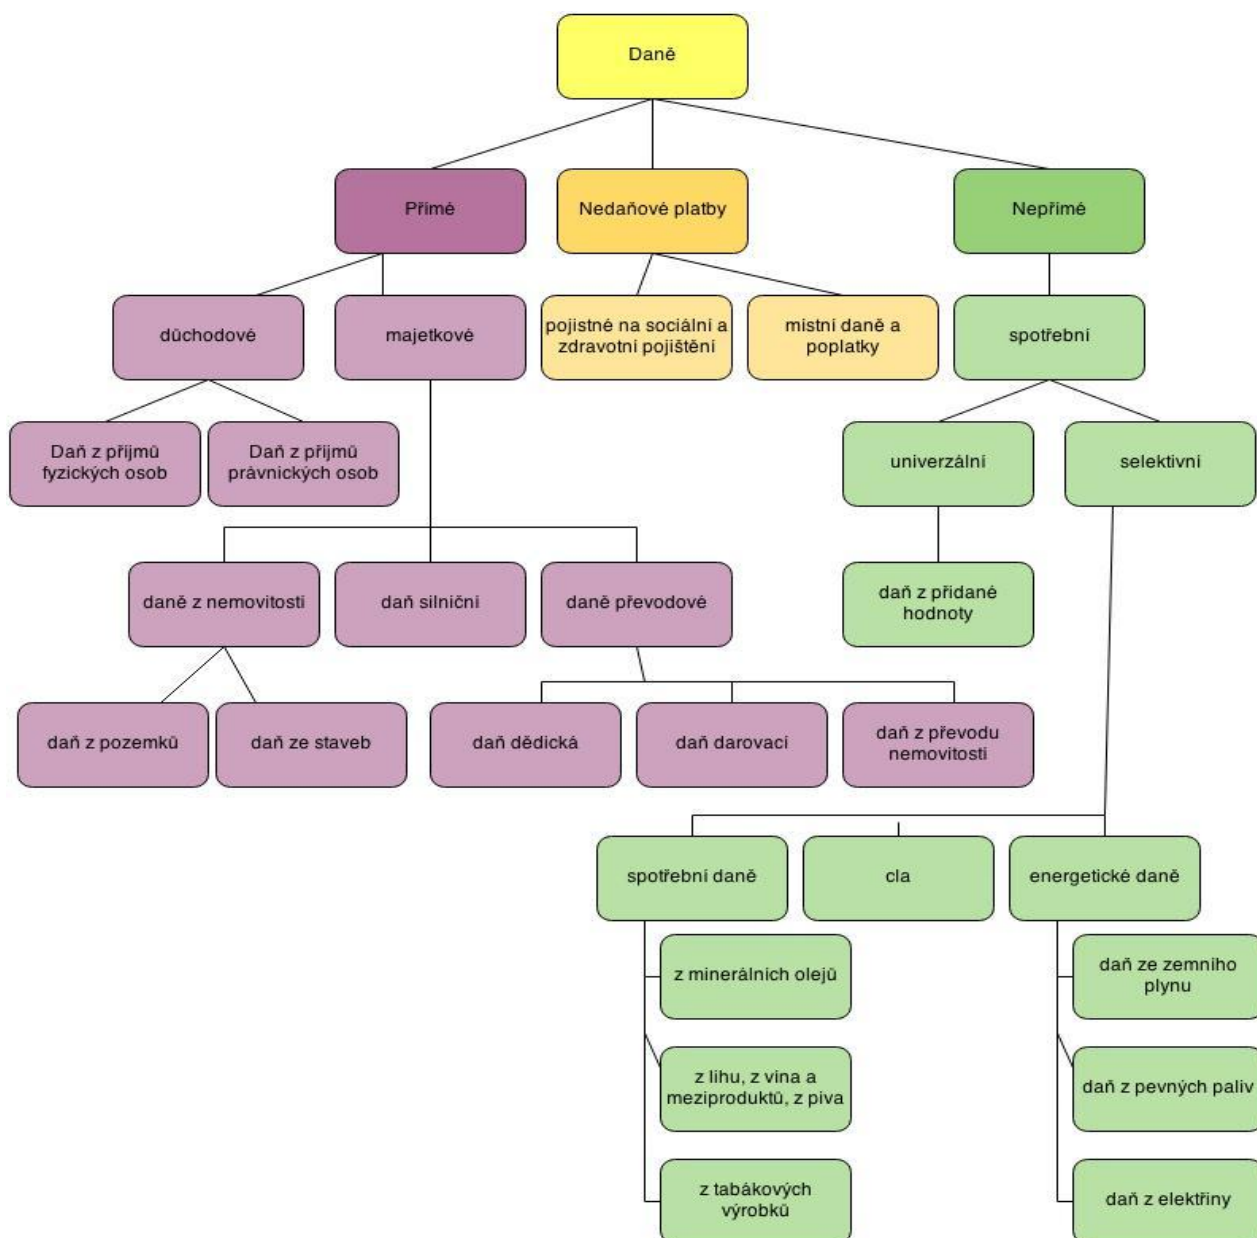 Daně
Přímé
Nedaňové platby
Nepřímé
důchodové
majetkové
pojistné na sociální a
zdravotní pojištění
místní daně a
poplatky
spotřební
Daň z příjmů
fyzických osob
Daň z příjmů
právnických osob
univerzální
selektivní
daně z nemovitosti
daň silniční
daně převodové
daň z přidané
hodnoty
daň z pozemků
daň ze staveb
daň dědická
daň darovací
daň z převodu
nemovitosti
spotřební daně
cla
energetické daně
z minerálních olejů
daň ze zemního
plynu
z lihu, z vína a
meziproduktů, z piva
daň z pevných paliv
z tabákových
výrobků
daň z elektřiny